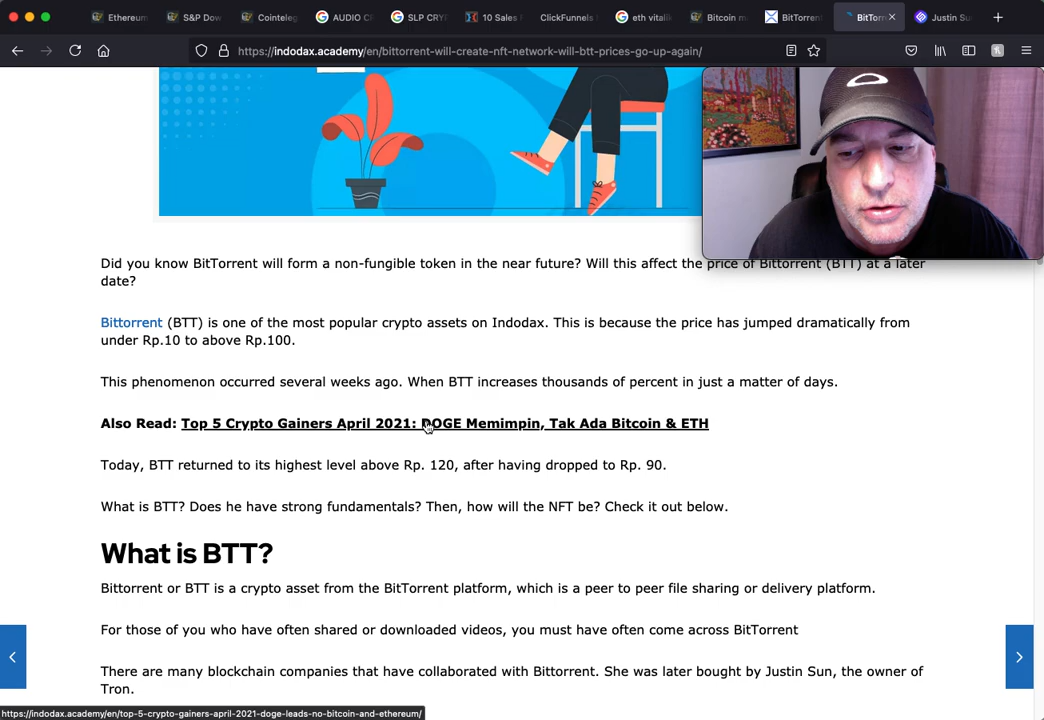 Ethereum
S&P Dow
Cointeleg
AUDIO C
SLP CRY
10 Sales
ClickFunnels
eth vitali
Bitcoin m
BitTorren
BitTorr
Justin Su
https://indodax.academy/en/bittorrent-will-create-nft-network-will-btt-prices-go-up-again/
Did you know BitTorrent will form a non-fungible token in the near future? Will this affect the price of Bittorrent (BTT) at a later
date?
Bittorrent (BTT) is one of the most popular crypto assets on Indodax. This is because the price has jumped dramatically from
under Rp.10 to above Rp.100.
This phenomenon occurred several weeks ago. When BTT increases thousands of percent in just a matter of days.
Also Read: Top 5 Crypto Gainers April 2021: DOGE Memimpin, Tak Ada Bitcoin & ETH
Today, BTT returned to its highest level above Rp. 120, after having dropped to Rp. 90.
What is BTT? Does he have strong fundamentals? Then, how will the NFT be? Check it out below.
What is BTT?
Bittorrent or BTT is a crypto asset from the BitTorrent platform, which is a peer to peer file sharing or delivery platform.
For those of you who have often shared or downloaded videos, you must have often come across BitTorrent
There are many blockchain companies that have collaborated with Bittorrent. She was later bought by Justin Sun, the owner of
Tron.
https://indodax.academy/en/top-5-crypto-gainers-april-2021-doge-leads-no-bitcoin-and-ethereum/